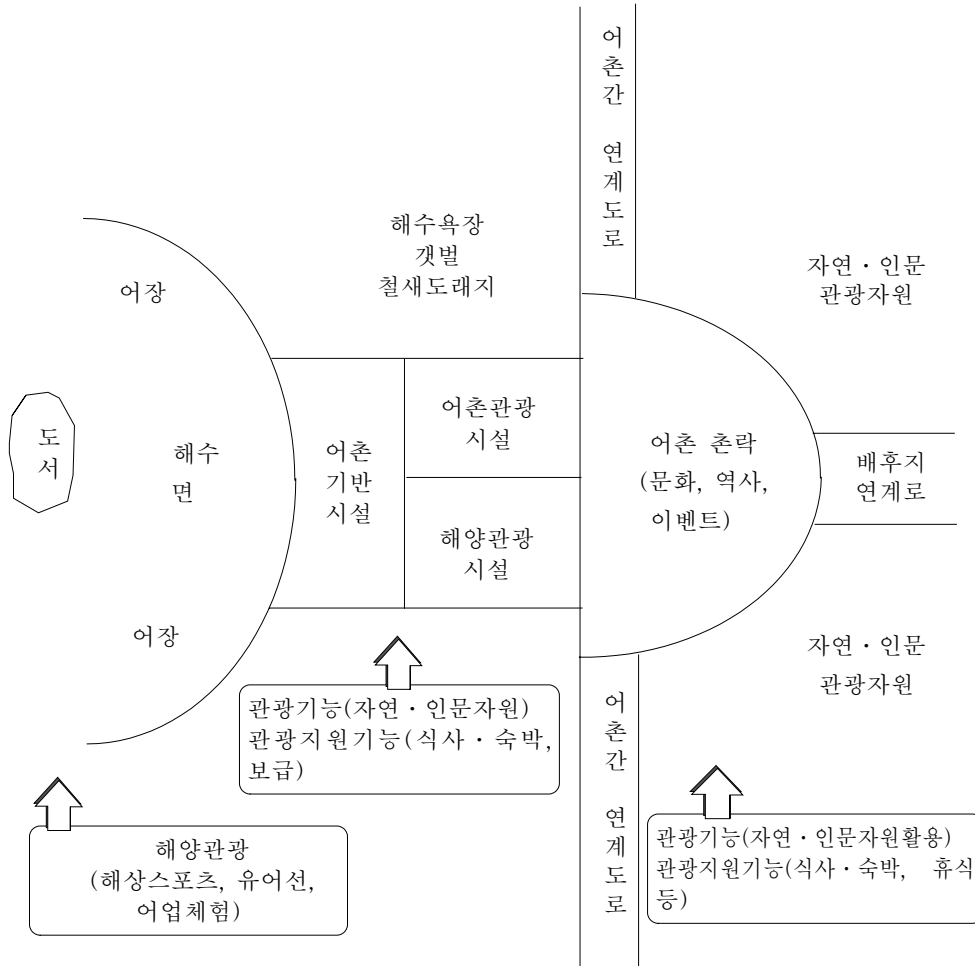 어촌간 연계도로
해수욕장
갯벌
철새도래지
자연・인문
관광자원
어장
도서
해수
면
어촌
기반
시설
어촌관광
시설
해양관광
시설
어촌 촌락
(문화, 역사,
이벤트)
배후지
연계로
어장
자연・인문
관광자원
관광기능(자연・인문자원)
관광지원기능(식사・숙박,
보급)
어촌간 연계도로
해양관광
(해상스포츠, 유어선,
어업체험)
관광기능(자연・인문자원활용)
관광지원기능(식사・숙박, 휴식
등)